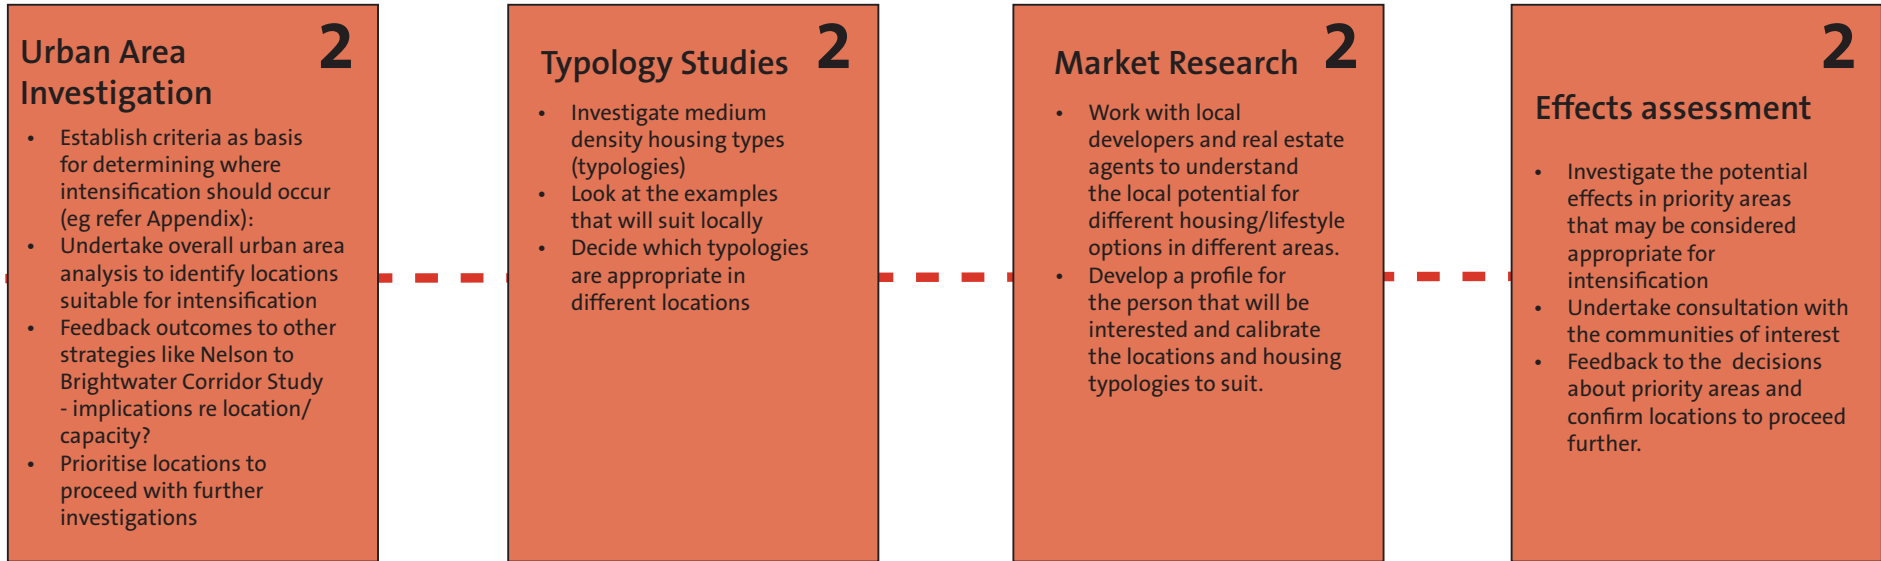 Urban Area
Investigation
2
• Establish criteria as basis
for determining where
intensification should occur
(eg refer Appendix):
• Undertake overall urban area
analysis to identify locations
suitable for intensification
• Feedback outcomes to other
strategies like Nelson to
Brightwater Corridor Study
- implications re location/
capacity?
• Prioritise locations to
proceed with further
investigations
Typology Studies
2
• Investigate medium
density housing types
(typologies)
• Look at the examples
that will suit locally
• Decide which typologies
are appropriate in
different locations
Market Research
2
• Work with local
developers and real estate
agents to understand
the local potential for
different housing/lifestyle
options in different areas.
• Develop a profile for
the person that will be
interested and calibrate
the locations and housing
typologies to suit.
2
Effects assessment
• Investigate the potential
effects in priority areas
that may be considered
appropriate for
intensification
• Undertake consultation with
the communities of interest
• Feedback to the decisions
about priority areas and
confirm locations to proceed
further.